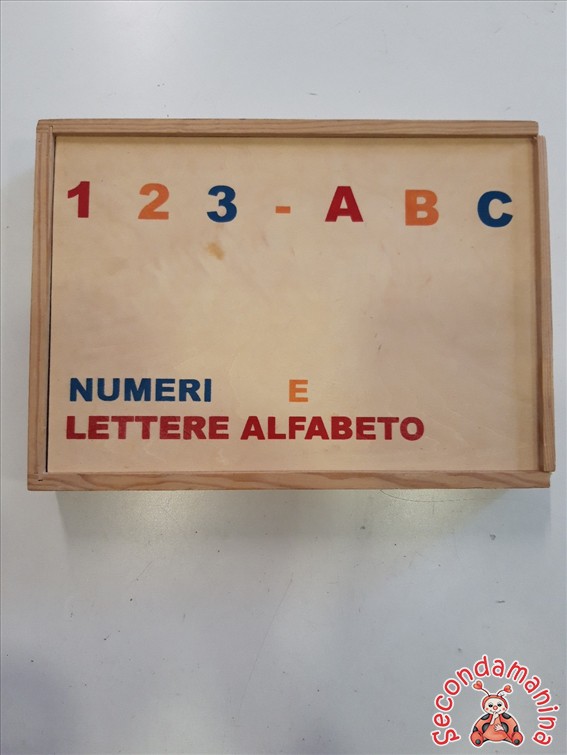 1 2 3 - A B C
NUMERI E
LETTERE ALFABETO
Secondamanina